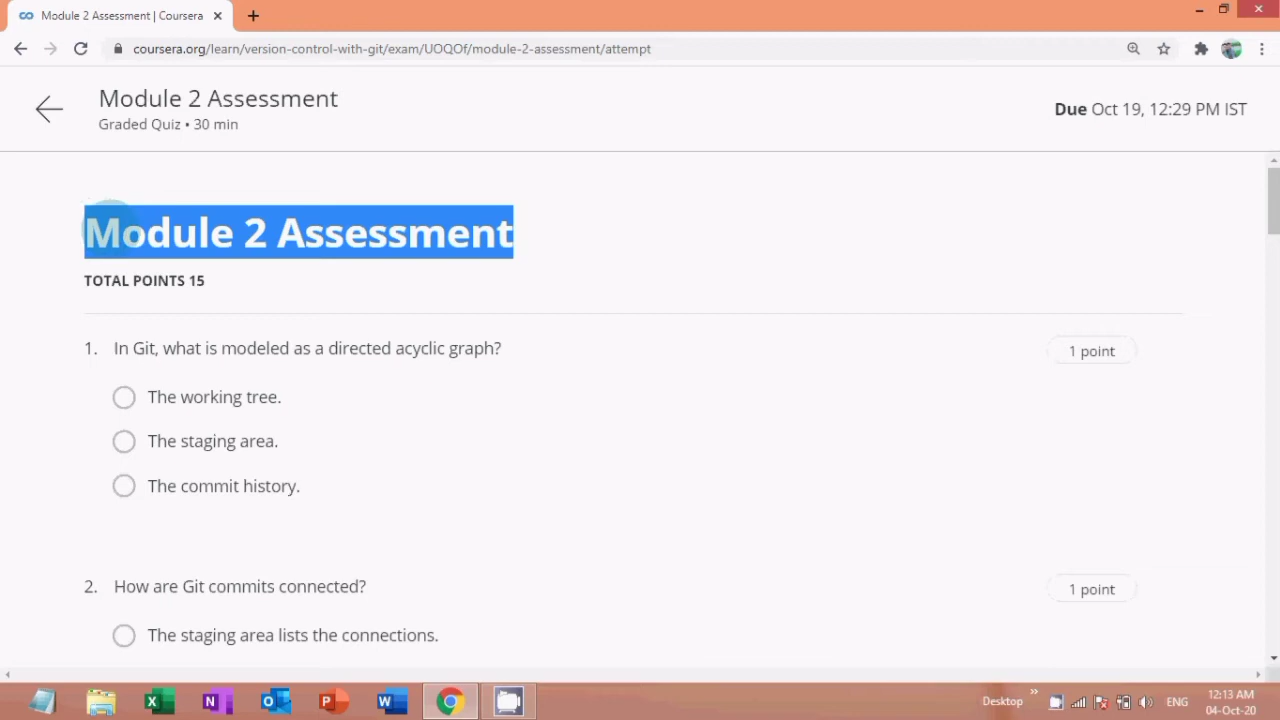 Module 2 Assessment | Coursera
coursera.org/learn/version-control-with-git/exam/UOQOf/module-2-assessment/attempt
Module 2 Assessment
Graded Quiz • 30 min
Due Oct 19, 12:29 PM IST
Module 2 Assessment
TOTAL POINTS 15
1. In Git, what is modeled as a directed acyclic graph?
1 point
The working tree.
The staging area.
The commit history.
2. How are Git commits connected?
1 point
The staging area lists the connections.
Desktop
ENG
12:13 AM
04-Oct-20